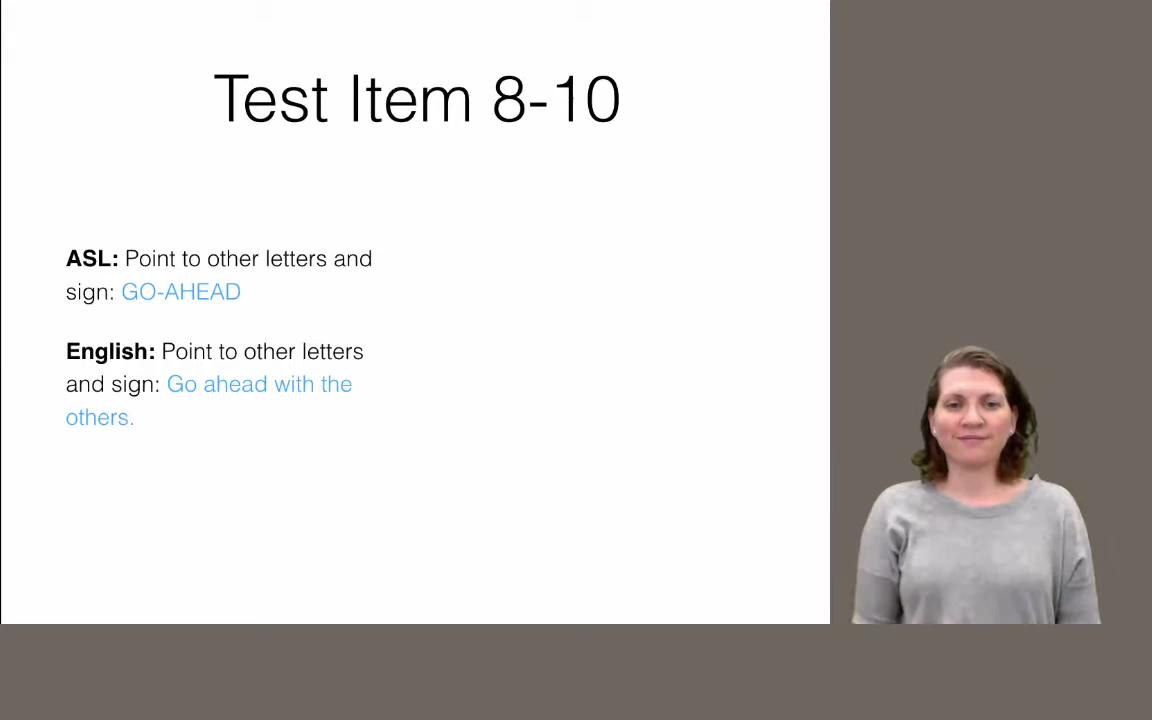 Test Item 8-10
ASL: Point to other letters and
sign: GO-AHEAD
English: Point to other letters
and sign: Go ahead with the
others.